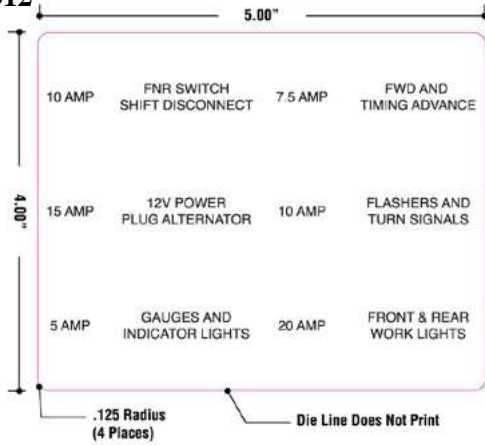 5.00"
10 AMP FNR SWITCH 7.5 AMP FWD AND
SHIFT DISCONNECT TIMING ADVANCE
4.00"
15 AMP 12V POWER 10 AMP FLASHERS AND
PLUG ALTERNATOR TURN SIGNALS
5 AMP GAUGES AND 20 AMP FRONT & REAR
INDICATOR LIGHTS WORK LIGHTS
.125 Radius
(4 Places)
Die Line Does Not Print